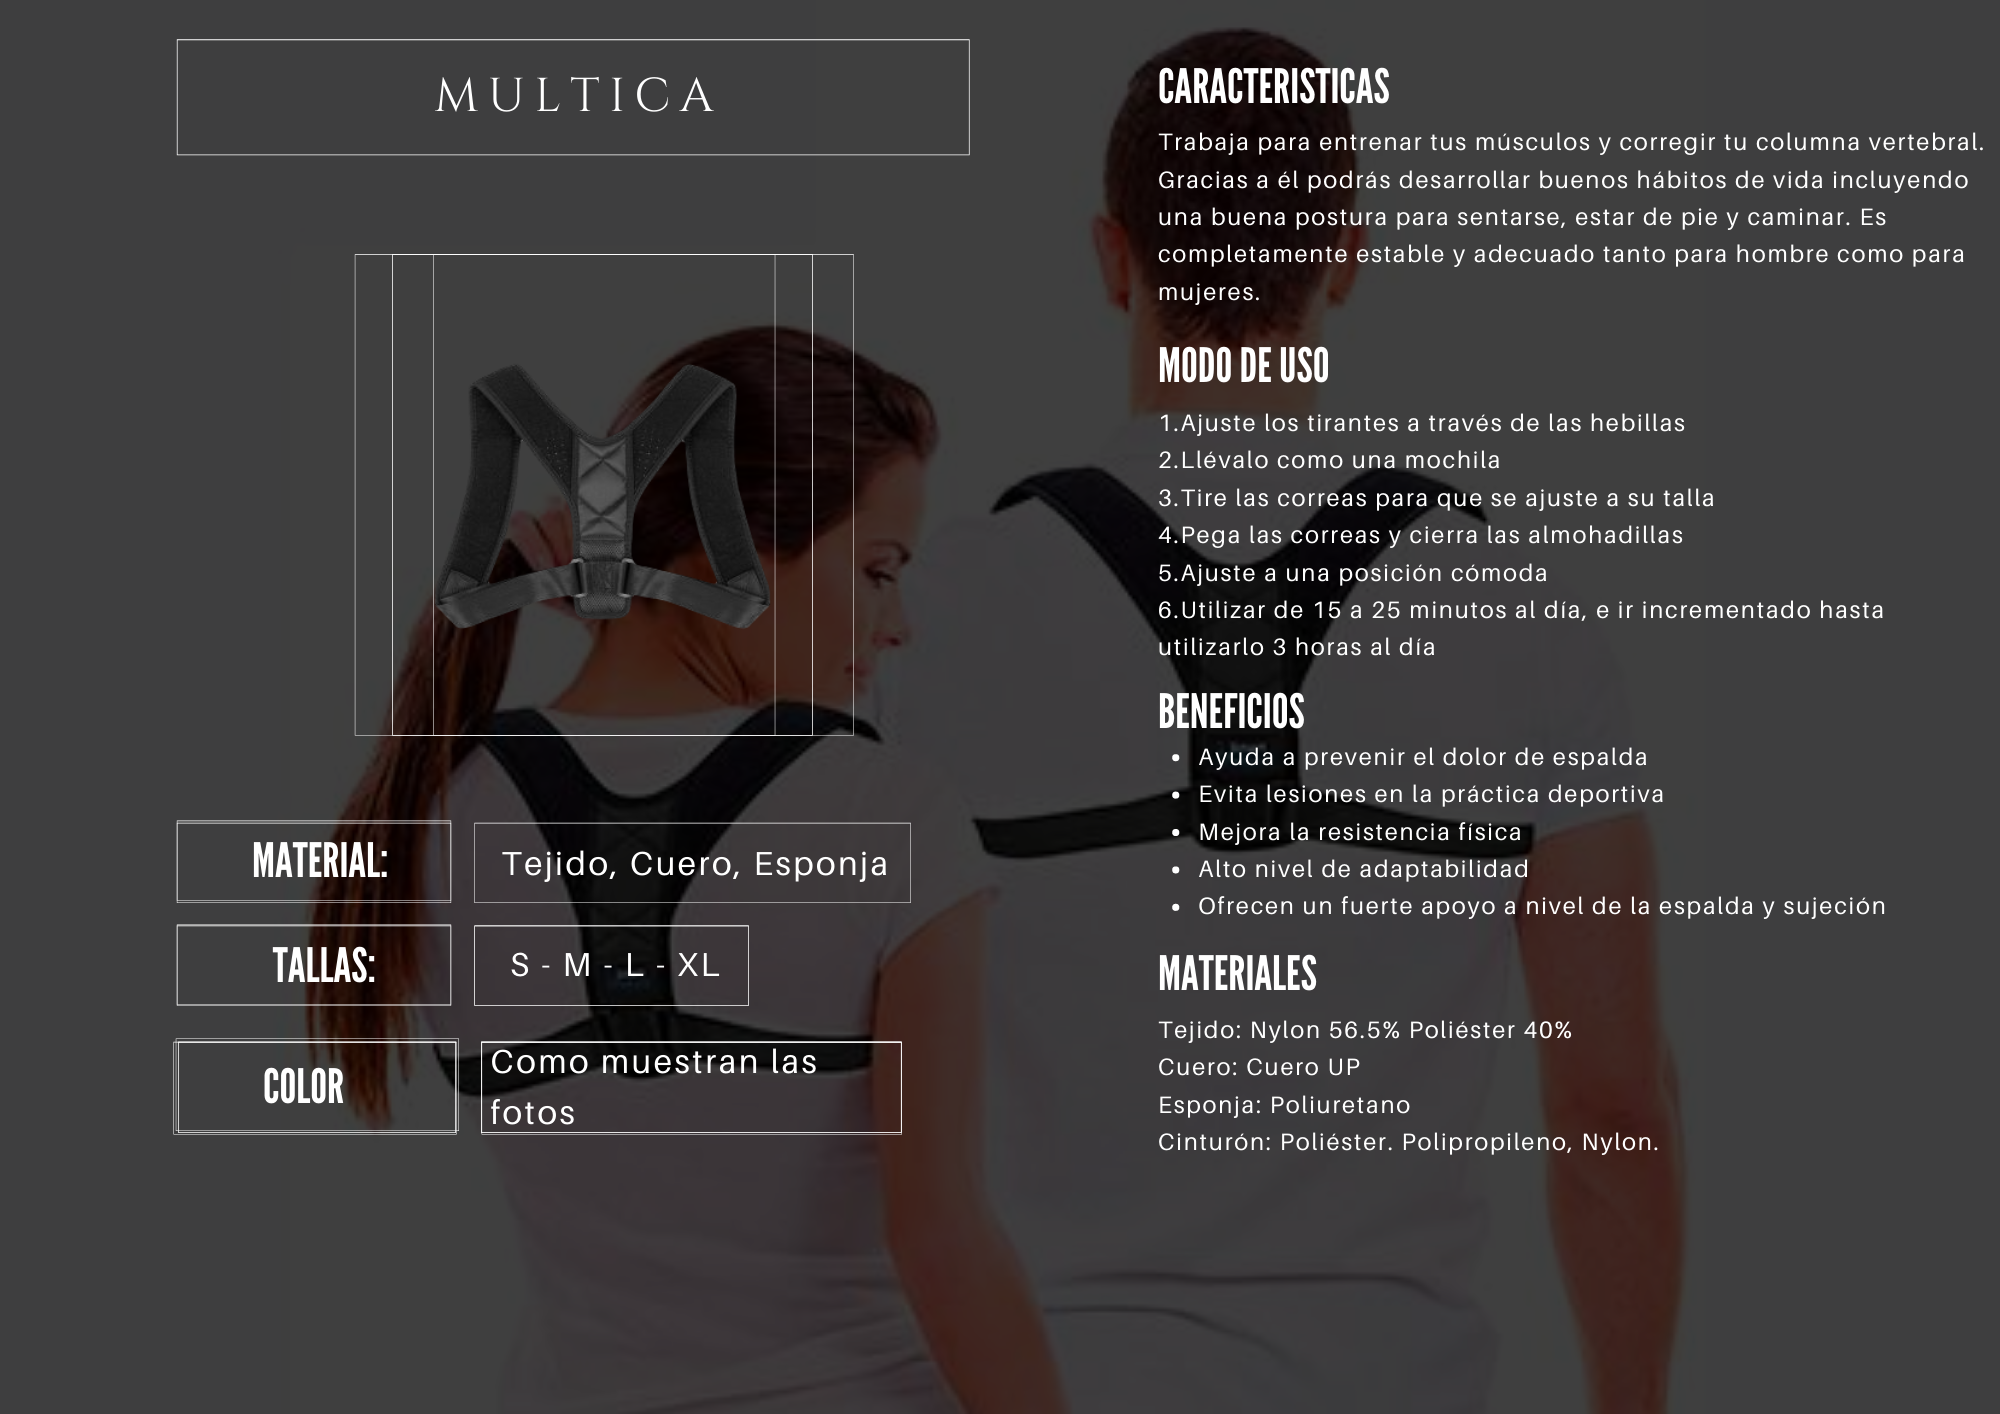 MULTICA
MATERIAL:
Tejido, Cuero, Esponja
TALLAS:
S - M - L - XL
COLOR
Como muestran las
fotos
CARACTERISTICAS
Trabaja para entrenar tus músculos y corregir tu columna vertebral.
Gracias a él podrás desarrollar buenos hábitos de vida incluyendo
una buena postura para sentarse, estar de pie y caminar. Es
completamente estable y adecuado tanto para hombre como para
mujeres.
MODO DE USO
1.Ajuste los tirantes a través de las hebillas
2.Llévalo como una mochila
3.Tire las correas para que se ajuste a su talla
4.Pega las correas y cierra las almohadillas
5.Ajuste a una posición cómoda
6.Utilizar de 15 a 25 minutos al día, e ir incrementado hasta
utilizarlo 3 horas al día
BENEFICIOS
• Ayuda a prevenir el dolor de espalda
• Evita lesiones en la práctica deportiva
• Mejora la resistencia física
• Alto nivel de adaptabilidad
• Ofrecen un fuerte apoyo a nivel de la espalda y sujeción
MATERIALES
Tejido: Nylon 56.5% Poliéster 40%
Cuero: Cuero UP
Esponja: Poliuretano
Cinturón: Poliéster. Polipropileno, Nylon.